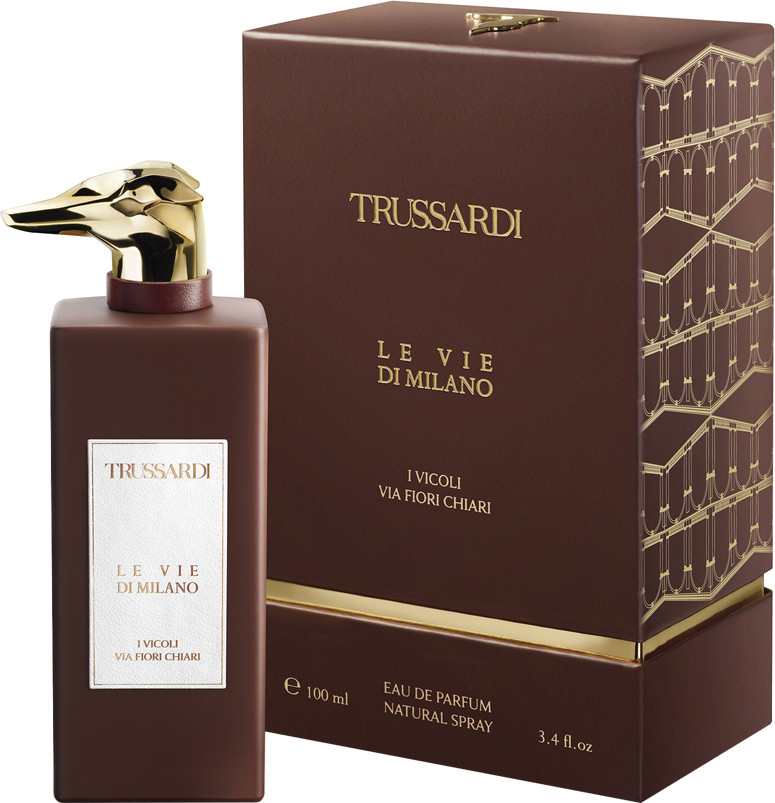 TRUSSARDI
LE VIE
DI MILANO
I VICOLI
VIA FIORI CHIARI
TRUSSARDI
LE VIE
DI MILANO
I VICOLI
VIA FIORI CHIARI
℮ 100 ml
EAU DE PARFUM
NATURAL SPRAY
3.4 fl.oz